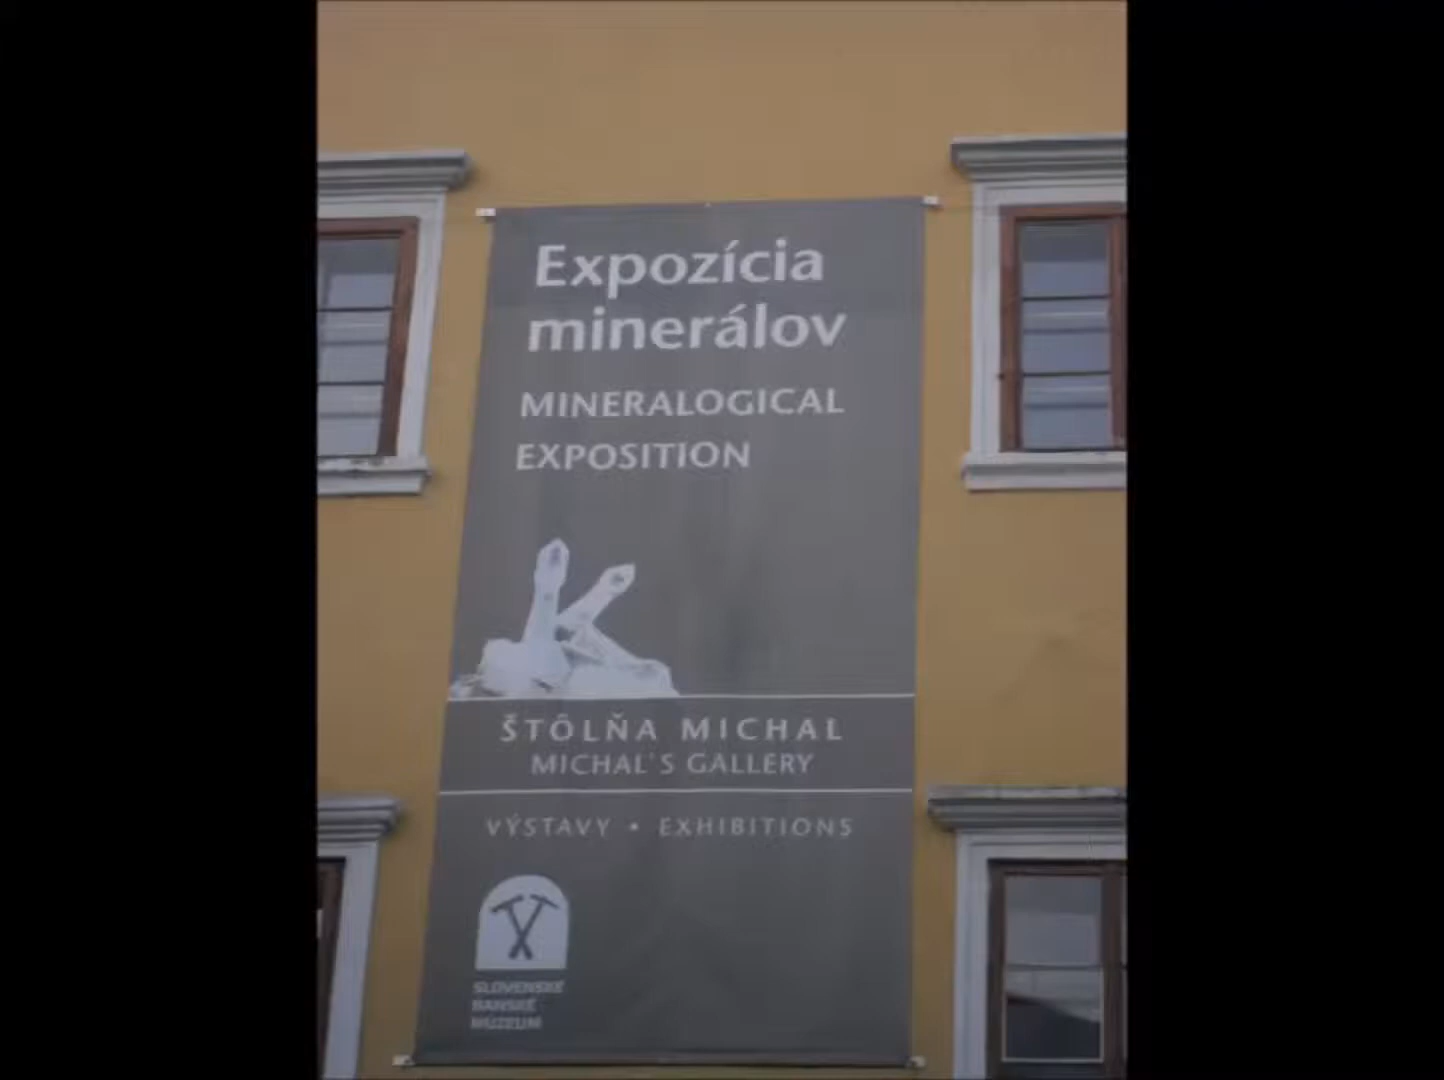 Expozícia
minerálov
MINERALOGICAL
EXPOSITION
ŠTÔLŇA MICHAL
MICHAL'S GALLERY
VÝSTAVY • EXHIBITIONS
SLOVENSKÉ
BANSKÉ
MÚZEUM